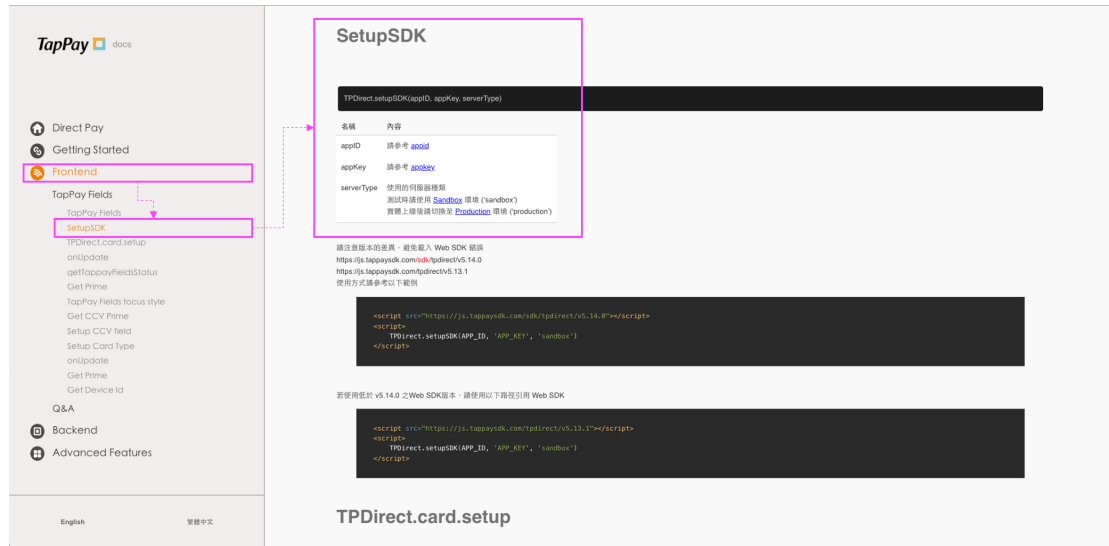 TapPay docs
Direct Pay
Getting Started
Frontend
TapPay Fields
TapPay Fields
SetupSDK
TPDirect.card.setup
onUpdate
getTappayFieldsStatus
Get Prime
TapPay Fields focus style
Get CCV Prime
Setup CCV field
Setup Card Type
onUpdate
Get Prime
Get Device Id
Q&A
Backend
Advanced Features
English
繁體中文
SetupSDK
TPDirect.setupSDK(appID, appKey, serverType)
名稱 內容
appID 請參考 appid
appKey 請參考 appkey
serverType 使用的伺服器種類
測試時請使用 Sandbox 環境 ('sandbox')
實體上線後請切換至 Production 環境 ('production')
請注意版本的差異，避免載入 Web SDK 錯誤
https://js.tappaysdk.com/sdk/tpdirect/v5.14.0
https://js.tappaysdk.com/tpdirect/v5.13.1
使用方式請參考以下範例
<script src="https://js.tappaysdk.com/sdk/tpdirect/v5.14.0"></script>
<script>
TPDirect.setupSDK(APP_ID, 'APP_KEY', 'sandbox')
</script>
若使用低於 v5.14.0 之Web SDK版本，請使用以下路徑引用 Web SDK
<script src="https://js.tappaysdk.com/tpdirect/v5.13.1"></script>
<script>
TPDirect.setupSDK(APP_ID, 'APP_KEY', 'sandbox')
</script>
TPDirect.card.setup